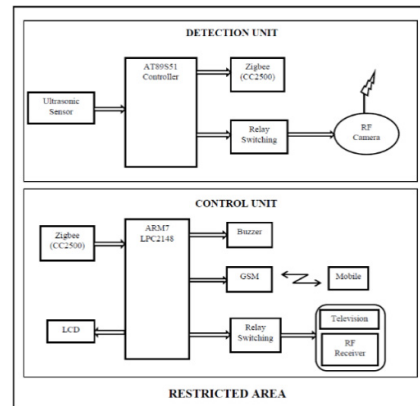 DETECTION UNIT
AT89S51
Controller
Zigbee
(CC2500)
Ultrasonic
Sensor
Relay
Switching
RF
Camera
CONTROL UNIT
Zigbee
(CC2500)
ARM7
LPC2148
Buzzer
GSM
Mobile
LCD
Relay
Switching
Television
RF
Receiver
RESTRICTED AREA